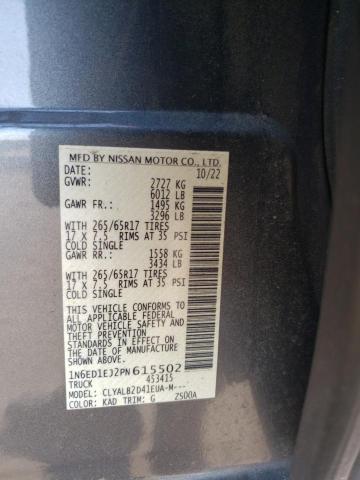 MFD BY NISSAN MOTOR CO., LTD.
DATE: 10/22
GVWR: 2727 KG
6012 LB
GAWR FR.: 1495 KG
3296 LB
WITH 265/65R17 TIRES
17 X 7.5 RIMS AT 35 PSI
COLD SINGLE
GAWR RR.: 1558 KG
3434 LB
WITH 265/65R17 TIRES
17 X 7.5 RIMS AT 35 PSI
COLD SINGLE
THIS VEHICLE CONFORMS TO
ALL APPLICABLE FEDERAL
MOTOR VEHICLE SAFETY AND
THEFT PREVENTION
STANDARDS IN EFFECT ON
THE DATE OF MANUFACTURE
SHOWN ABOVE.
1N6ED1EJ2PN615502
TRUCK 453415
MODEL: CLYALB2D41EUA-M---
COLOR: KAD TRIM: G 2500A